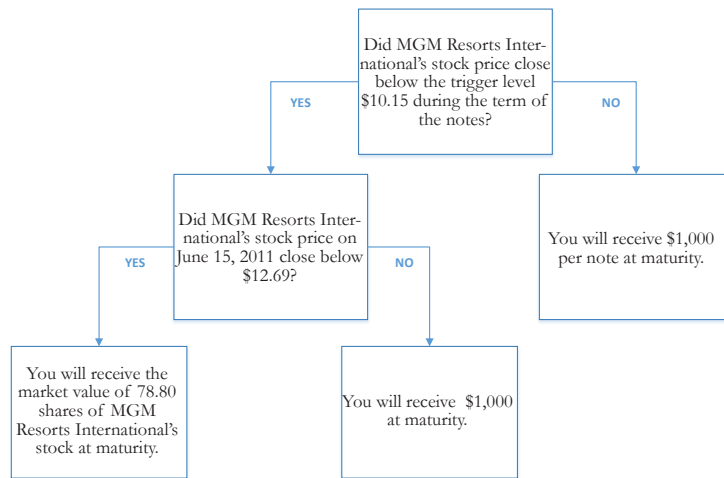 Did MGM Resorts Inter-
national's stock price close
below the trigger level
$10.15 during the term of
the notes?
YES
NO
Did MGM Resorts Inter-
national's stock price on
June 15, 2011 close below
$12.69?
You will receive $1,000
per note at maturity.
YES
NO
You will receive the
market value of 78.80
shares of MGM
Resorts International's
stock at maturity.
You will receive $1,000
at maturity.